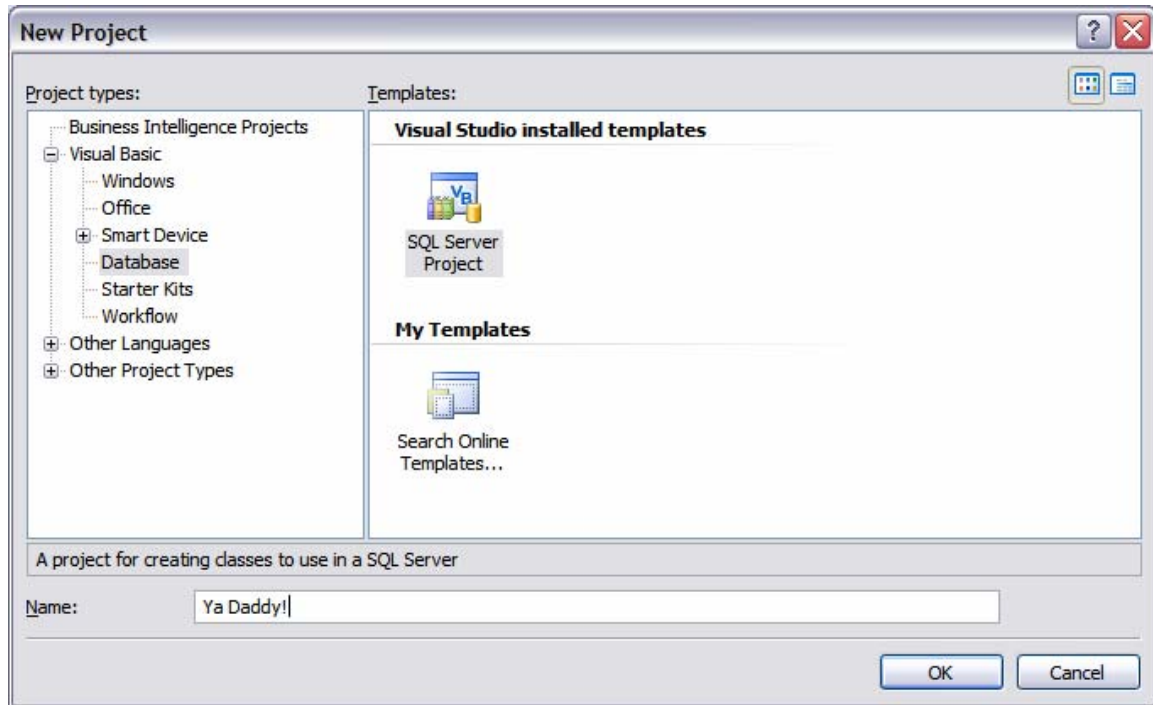 New Project
Project types:
Templates:
Business Intelligence Projects
Visual Basic
Windows
Office
Smart Device
Database
Starter Kits
Workflow
Other Languages
Other Project Types
Visual Studio installed templates
VB
SQL Server
Project
My Templates
Search Online
Templates...
A project for creating classes to use in a SQL Server
Name:
Ya Daddy!
OK
Cancel